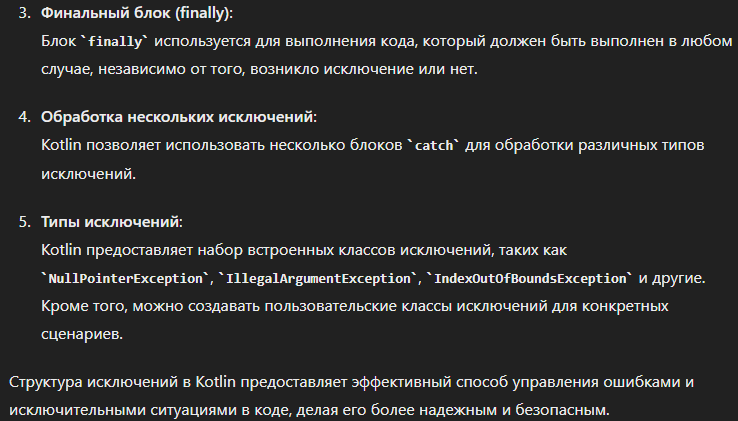 3. Финальный блок (finally):
Блок `finally` используется для выполнения кода, который должен быть выполнен в любом
случае, независимо от того, возникло исключение или нет.
4. Обработка нескольких исключений:
Kotlin позволяет использовать несколько блоков `catch` для обработки различных типов
исключений.
5. Типы исключений:
Kotlin предоставляет набор встроенных классов исключений, таких как
`NullPointerException`, `IllegalArgumentException`, `IndexOutOfBoundsException` и другие.
Кроме того, можно создавать пользовательские классы исключений для конкретных
сценариев.
Структура исключений в Kotlin предоставляет эффективный способ управления ошибками и
исключительными ситуациями в коде, делая его более надежным и безопасным.